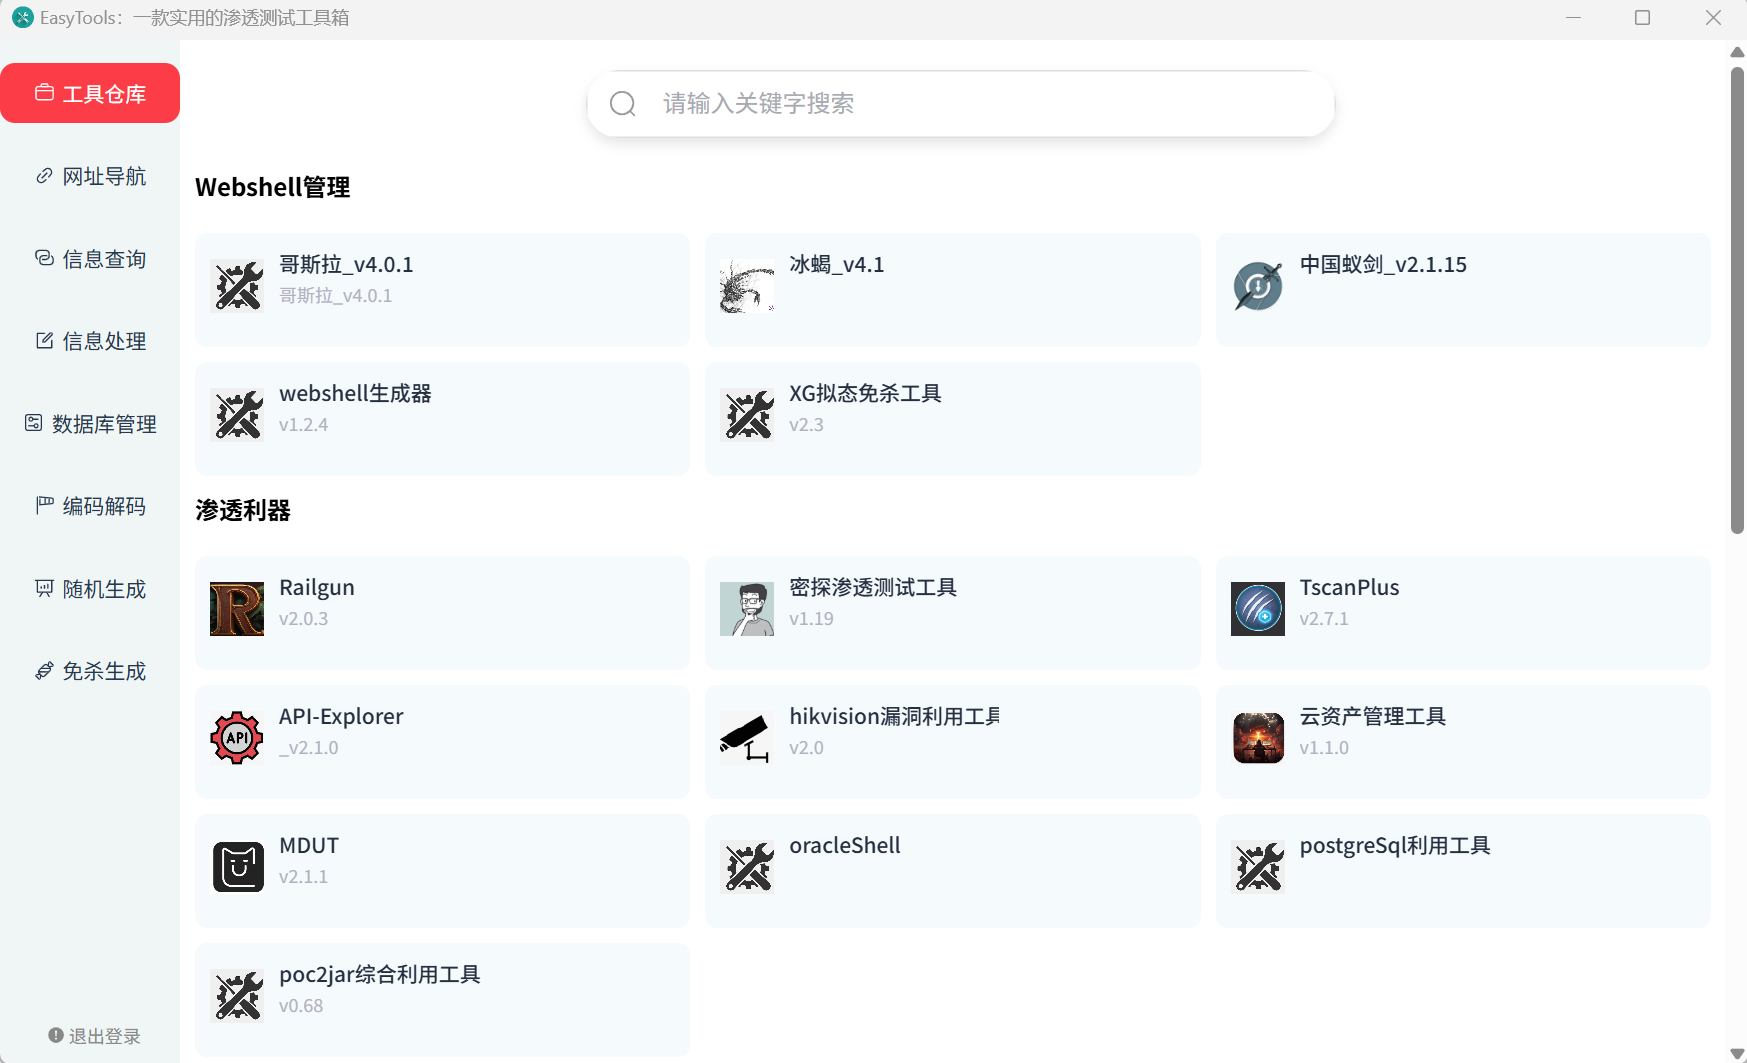 EasyTools：一款实用的渗透测试工具箱
工具仓库
网址导航
信息查询
信息处理
数据库管理
编码解码
随机生成
免杀生成
退出登录
请输入关键字搜索
Webshell管理
哥斯拉_v4.0.1
哥斯拉_v4.0.1
冰蝎_v4.1
中国蚁剑_v2.1.15
webshell生成器
v1.2.4
XG拟态免杀工具
v2.3
渗透利器
R
Railgun
v2.0.3
密探渗透测试工具
v1.19
TscanPlus
v2.7.1
API
API-Explorer
_v2.1.0
hikvision漏洞利用工具
v2.0
云资产管理工具
v1.1.0
MDUT
v2.1.1
oracleShell
postgreSql利用工具
poc2jar综合利用工具
v0.68